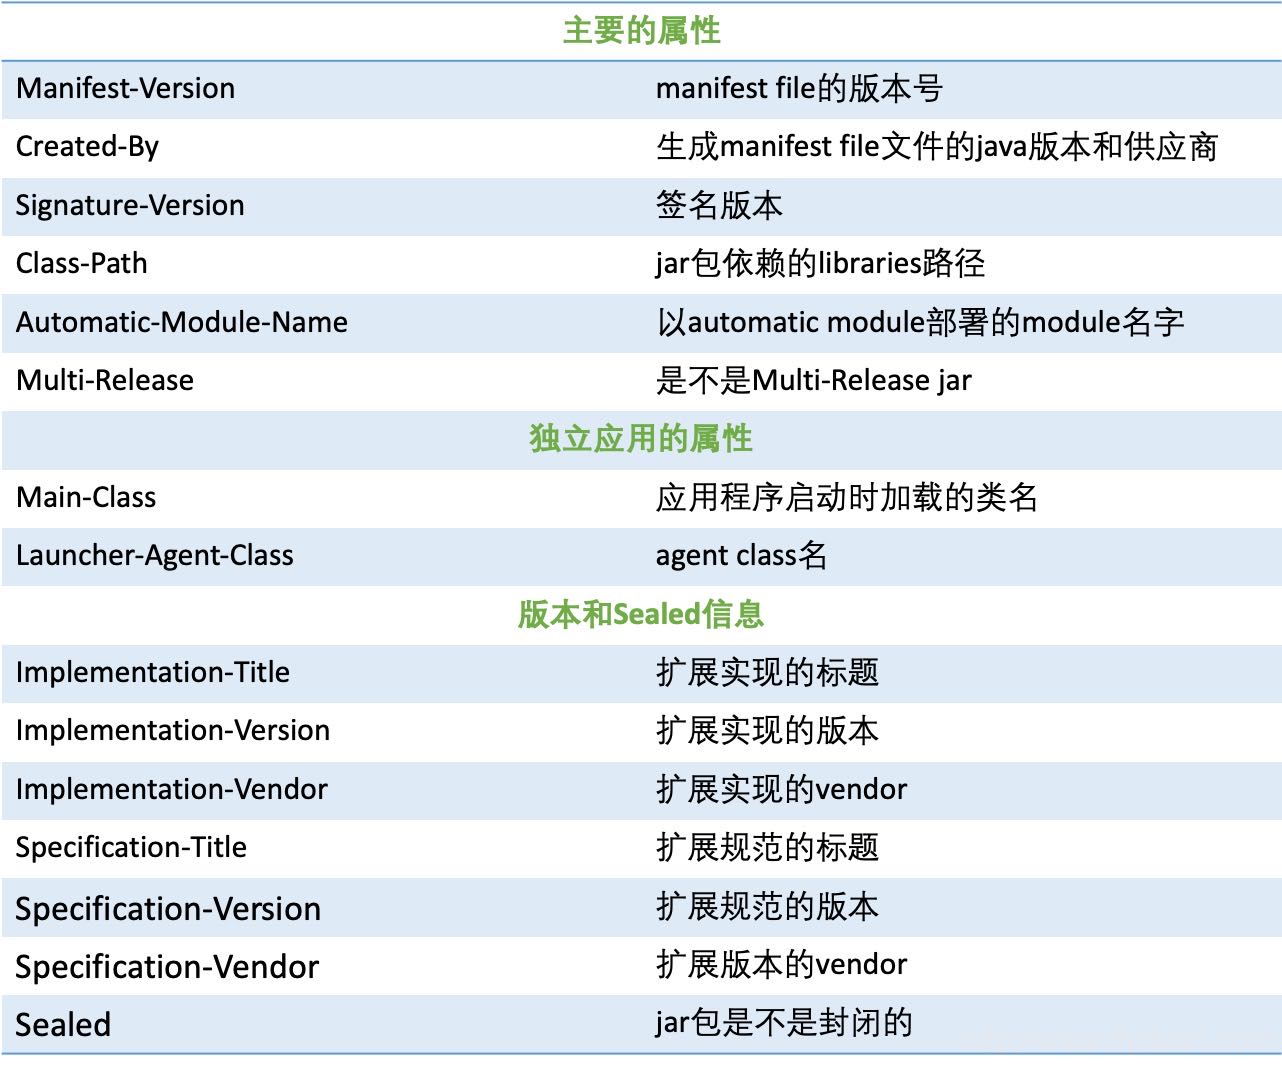 主要的属性
Manifest-Version manifest file的版本号
Created-By 生成manifest file文件的java版本和供应商
Signature-Version 签名版本
Class-Path jar包依赖的libraries路径
Automatic-Module-Name 以automatic module部署的module名字
Multi-Release 是不是Multi-Release jar
独立应用的属性
Main-Class 应用程序启动时加载的类名
Launcher-Agent-Class agent class名
版本和Sealed信息
Implementation-Title 扩展实现的标题
Implementation-Version 扩展实现的版本
Implementation-Vendor 扩展实现的vendor
Specification-Title 扩展规范的标题
Specification-Version 扩展规范的版本
Specification-Vendor 扩展版本的vendor
Sealed jar包是不是封闭的